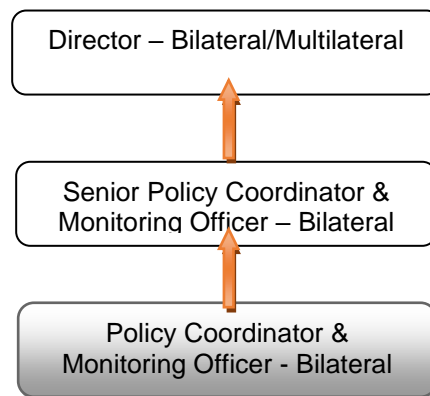 Director – Bilateral/Multilateral
Senior Policy Coordinator &
Monitoring Officer – Bilateral
Policy Coordinator &
Monitoring Officer - Bilateral